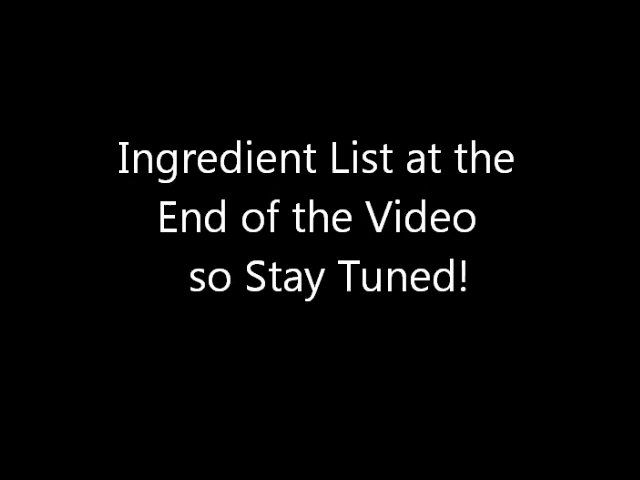 Ingredient List at the
End of the Video
so Stay Tuned!